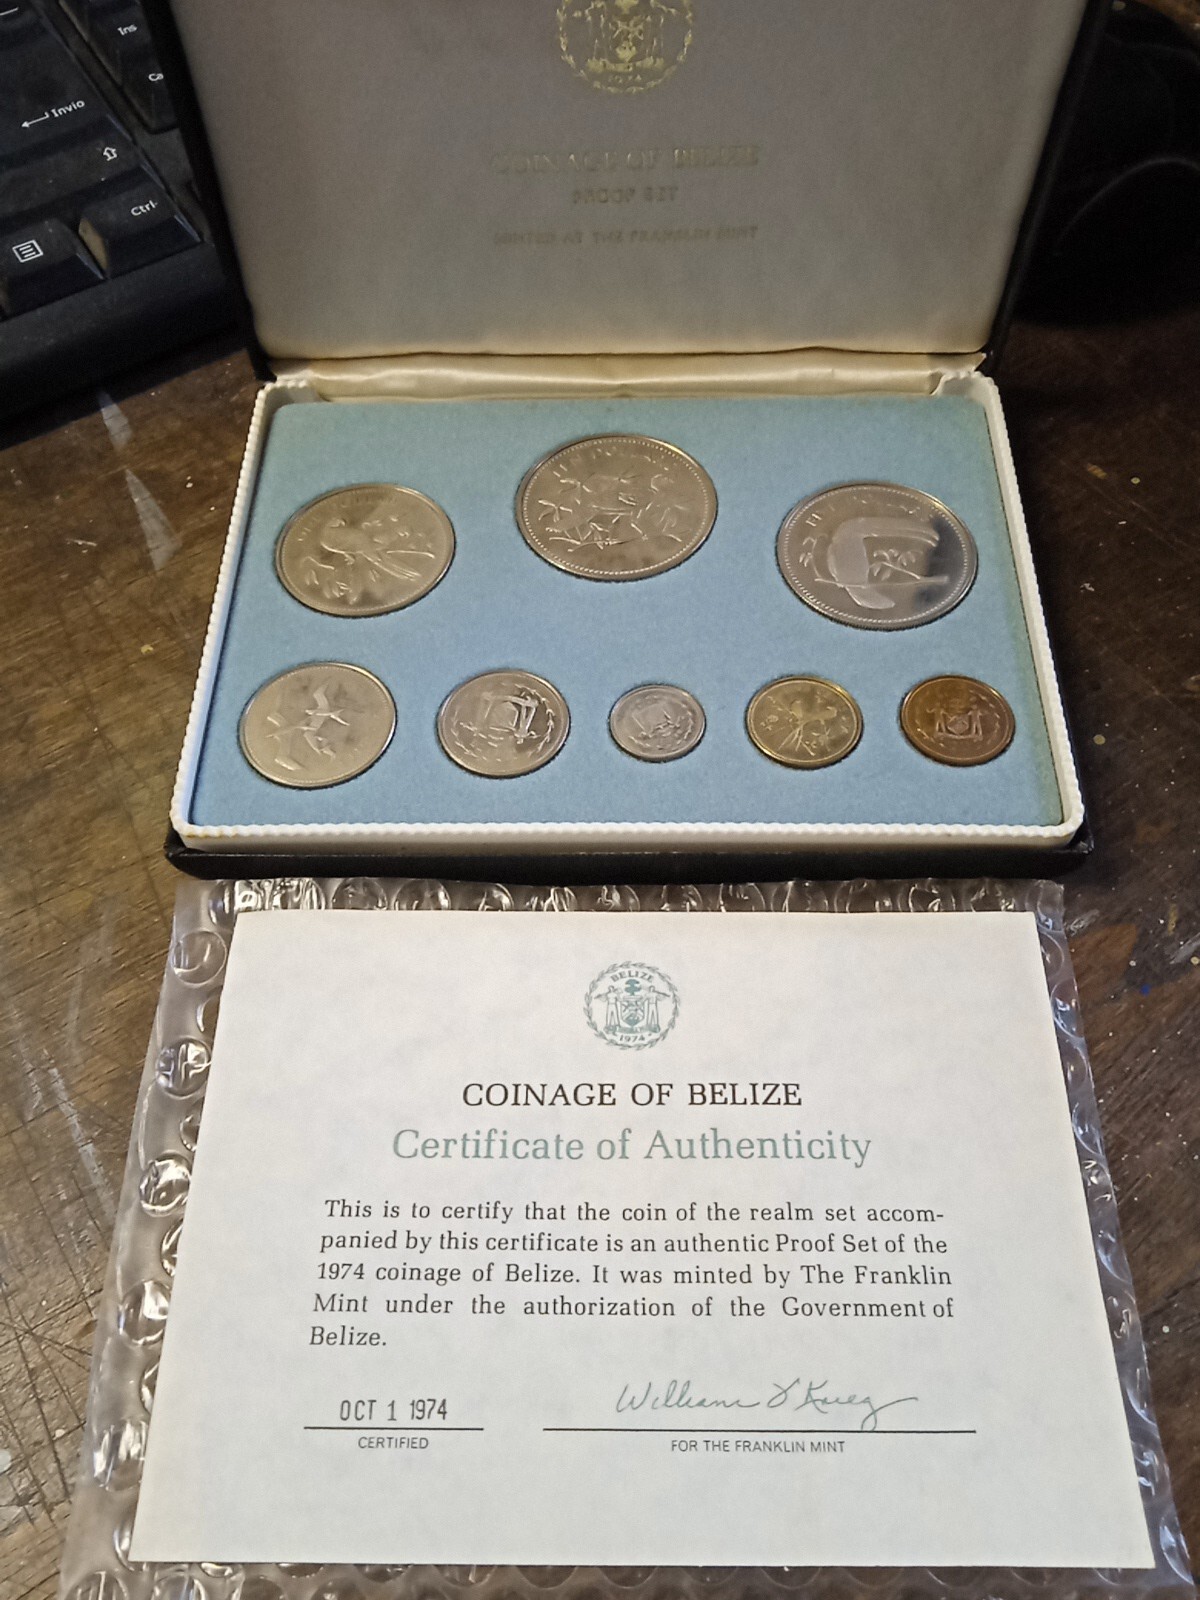 Ins
Ca
Invio
Ctrl
1974
COINAGE OF BELIZE
PROOF SET
MINTED AT THE FRANKLIN MINT
BELIZE
1974
COINAGE OF BELIZE
Certificate of Authenticity
This is to certify that the coin of the realm set accom-
panied by this certificate is an authentic Proof Set of the
1974 coinage of Belize. It was minted by The Franklin
Mint under the authorization of the Government of
Belize.
OCT 1 1974
CERTIFIED
FOR THE FRANKLIN MINT